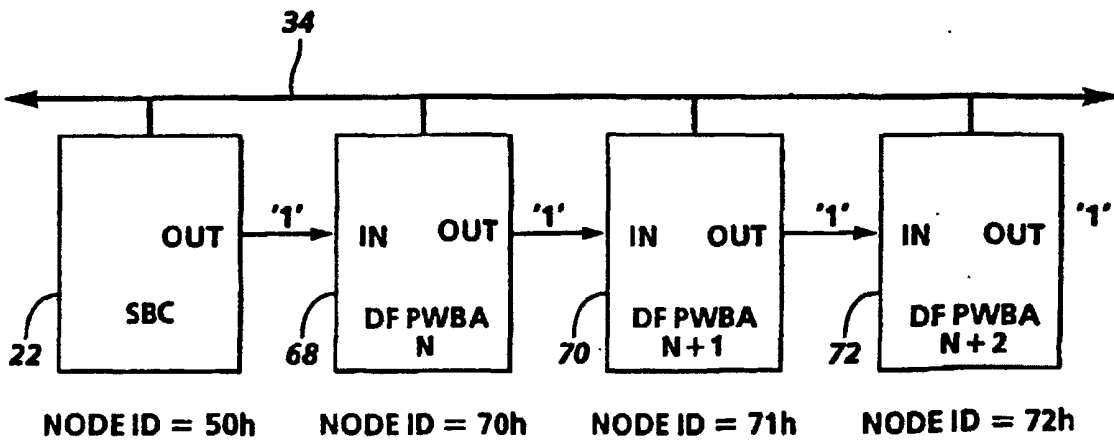 34
'1' '1' '1' '1'
OUT IN OUT IN OUT IN OUT
SBC DF PWBA N DF PWBA N+1 DF PWBA N+2
22 68 70 72
NODE ID = 50h NODE ID = 70h NODE ID = 71h NODE ID = 72h